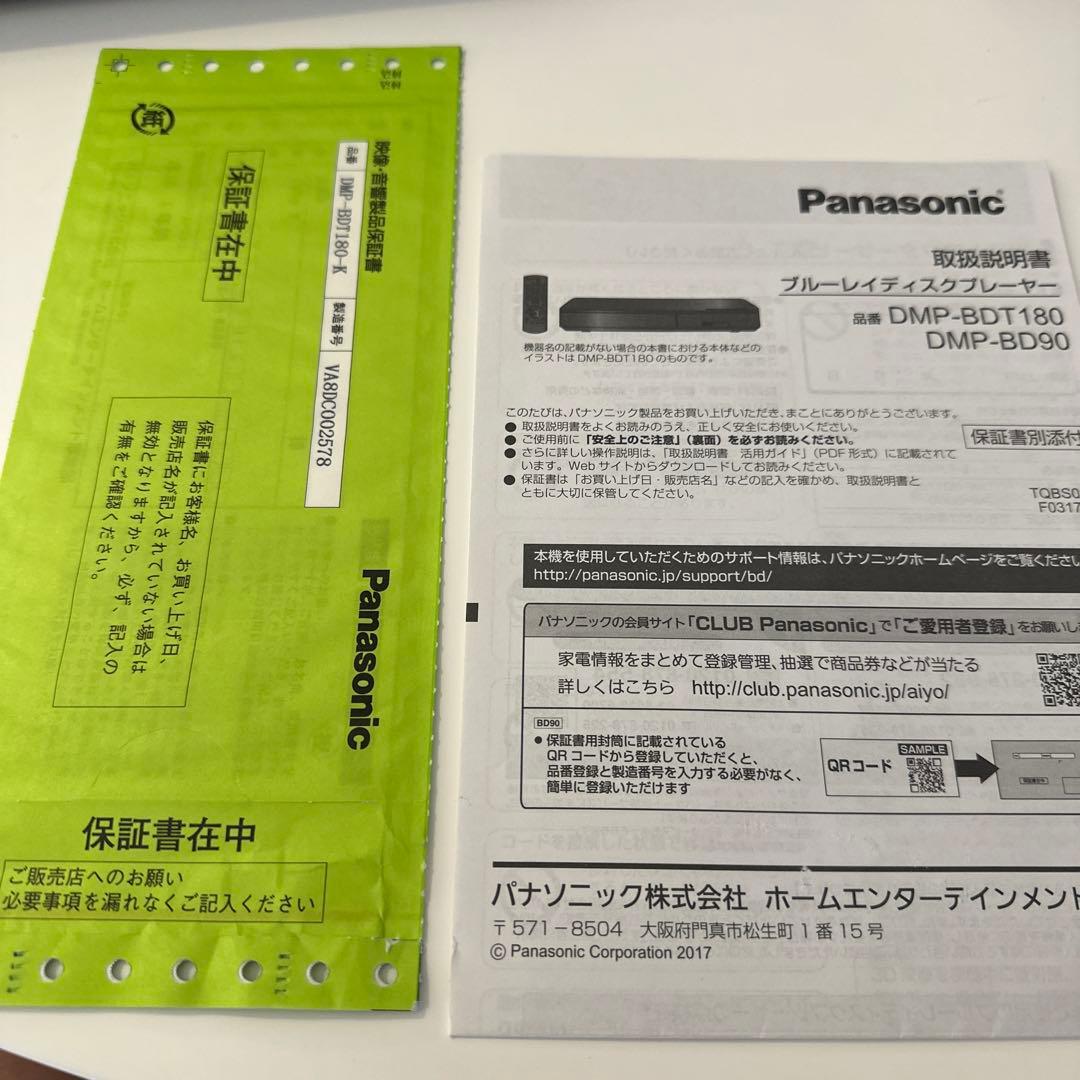 紙
保証書在中
映像・音響製品保証書
品番 DMP-BDT180-K 製造番号 VA8DC002578
保証書にお客様名、お買い上げ日、
販売店名が記入されていない場合は
無効となりますから、必ず、記入の
有無をご確認ください。
Panasonic
保証書在中
ご販売店へのお願い
必要事項を漏れなくご記入ください
Panasonic
取扱説明書
ブルーレイディスクプレーヤー
品番 DMP-BDT180
DMP-BD90
機器名の記載がない場合の本書における本体などの
イラストは DMP-BDT180 のものです。
このたびは、パナソニック製品をお買い上げいただき、まことにありがとうございます。
● 取扱説明書をよくお読みのうえ、正しく安全にお使いください。
● ご使用前に「安全上のご注意」(裏面)を必ずお読みください。
● さらに詳しい操作説明は、「取扱説明書 活用ガイド」(PDF 形式)に記載されて
います。Web サイトからダウンロードしてお読みください。
● 保証書は「お買い上げ日・販売店名」などの記入を確かめ、取扱説明書と
ともに大切に保管してください。
保証書別添付
TQBS0
F0317
本機を使用していただくためのサポート情報は、パナソニックホームページをご覧ください
http://panasonic.jp/support/bd/
パナソニックの会員サイト「CLUB Panasonic」で「ご愛用者登録」をお願いし
家電情報をまとめて登録管理、抽選で商品券などが当たる
詳しくはこちら http://club.panasonic.jp/aiyo/
BD90
● 保証書用封筒に記載されている
QR コードから登録していただくと、
品番登録と製造番号を入力する必要がなく、
簡単に登録いただけます
QRコード
SAMPLE
パナソニック株式会社 ホームエンターテインメント
〒571-8504 大阪府門真市松生町1番15号
© Panasonic Corporation 2017